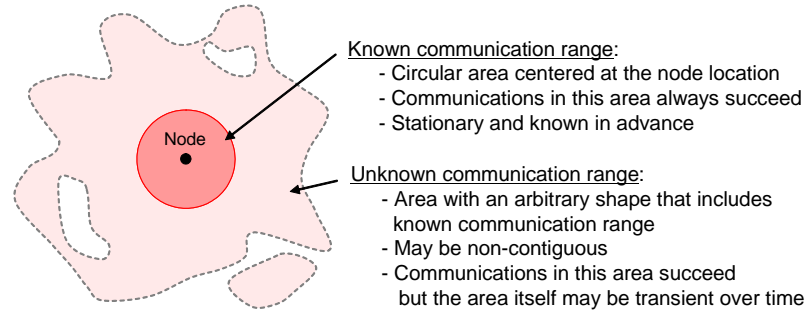 Known communication range:
- Circular area centered at the node location
- Communications in this area always succeed
- Stationary and known in advance
Node
Unknown communication range:
- Area with an arbitrary shape that includes
known communication range
- May be non-contiguous
- Communications in this area succeed
but the area itself may be transient over time